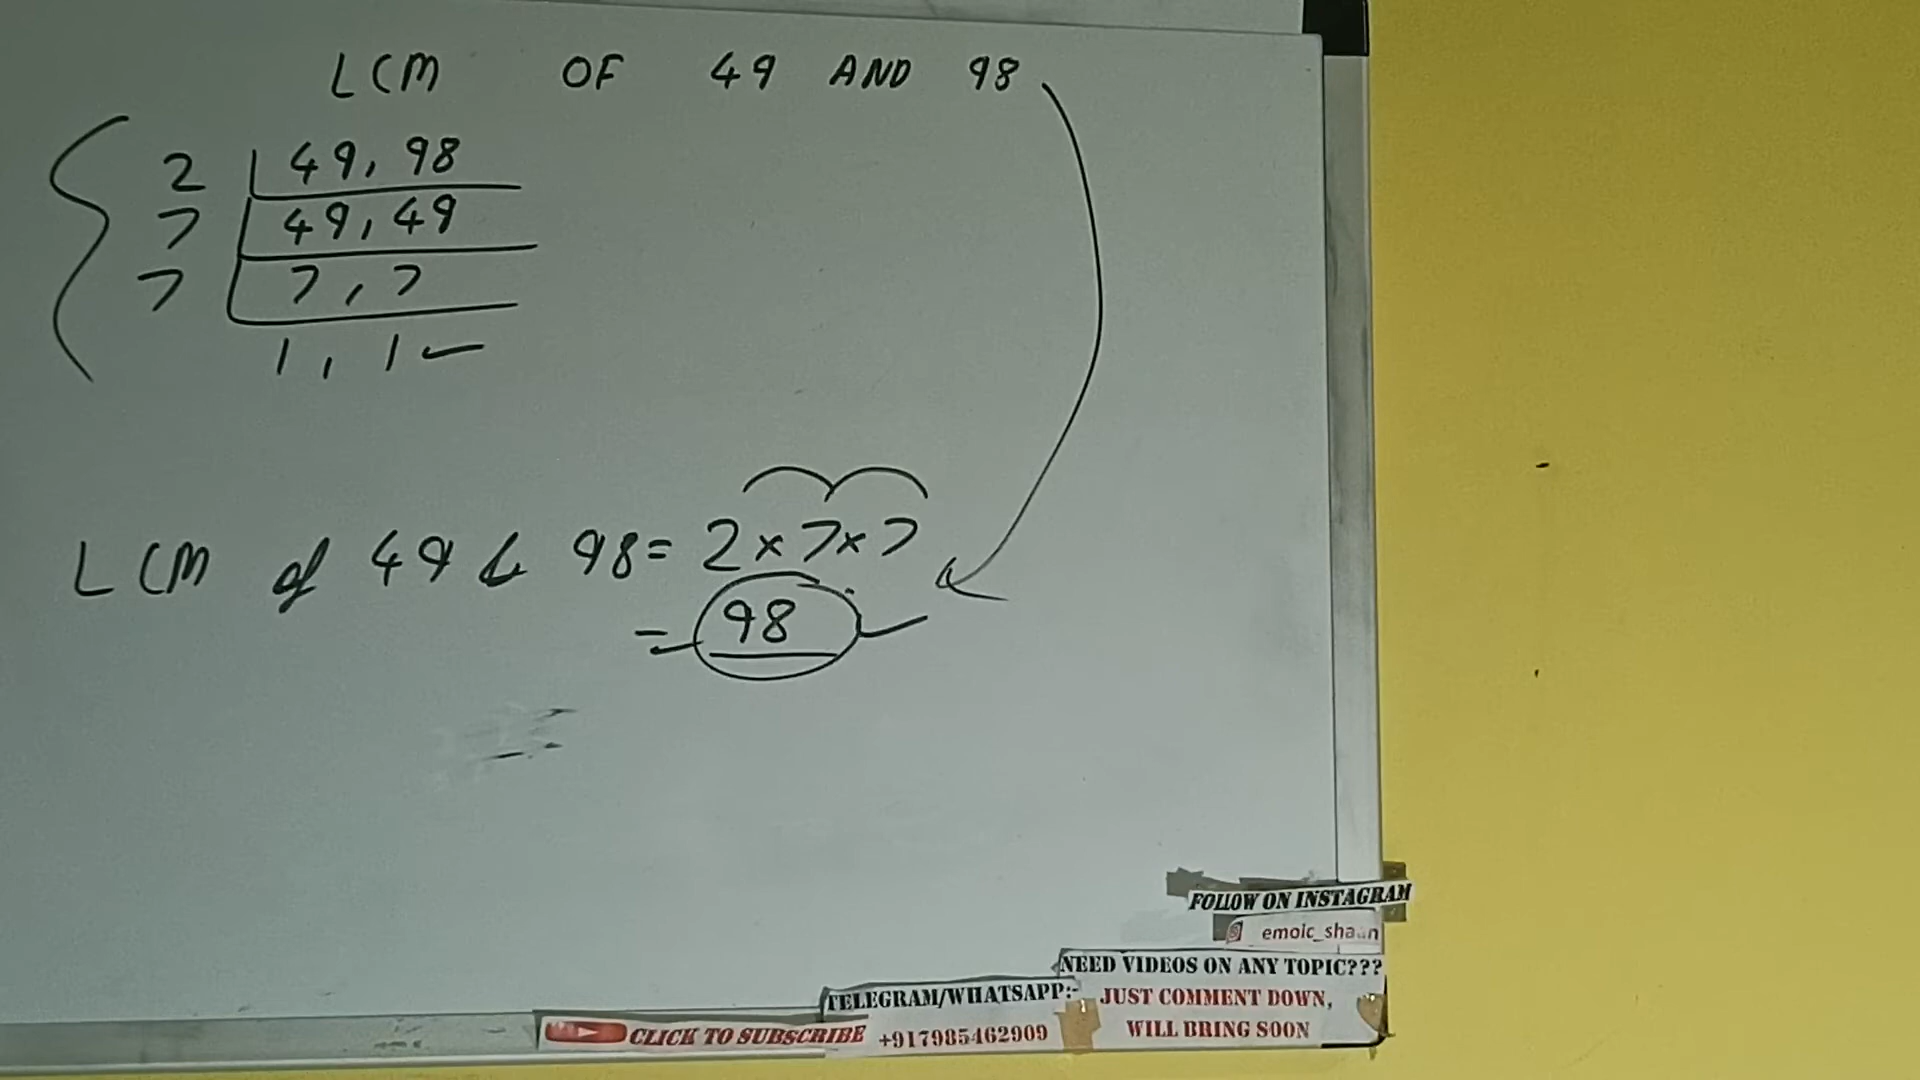 LCM OF 49 AND 98
2 49, 98
7 49, 49
7 7, 7
1, 1
LCM of 49 & 98 = 2×7×7
= 98
FOLLOW ON INSTAGRAM
NEED VIDEOS ON ANY TOPIC???
TELEGRAM/WHATSAPP:-
JUST COMMENT DOWN,
CLICK TO SUBSCRIBE
+917985462909
WILL BRING SOON